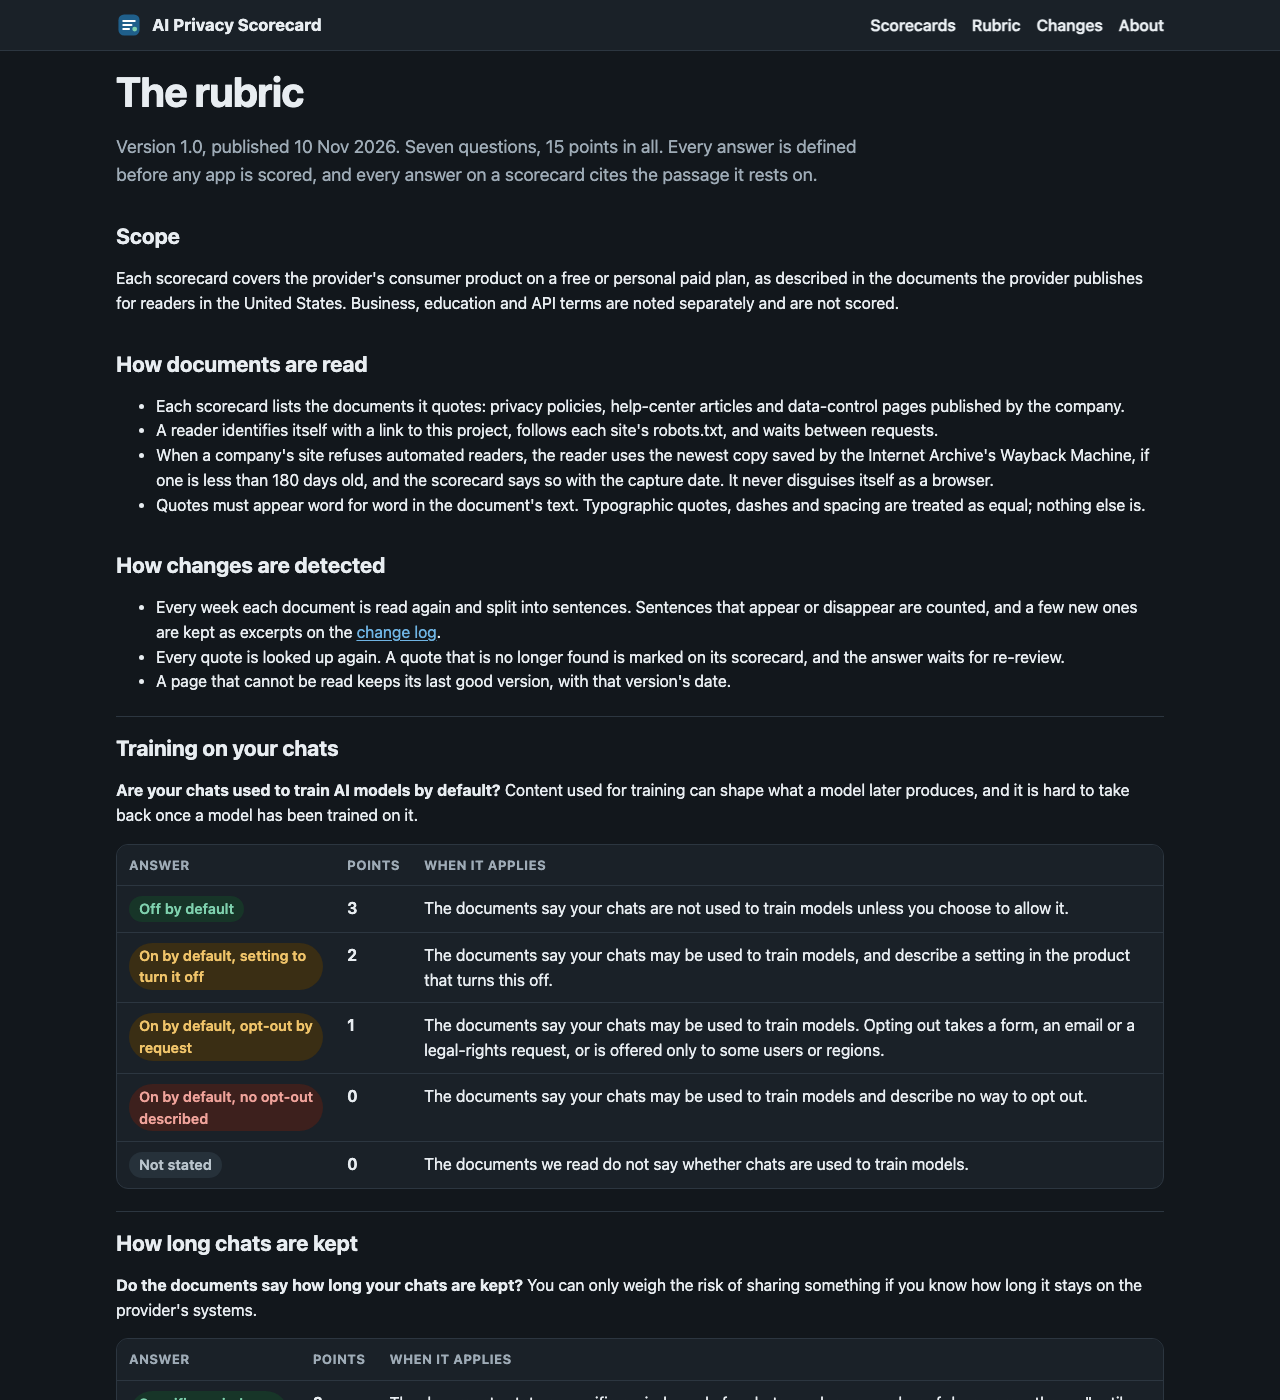 AI Privacy Scorecard
Scorecards Rubric Changes About
The rubric
Version 1.0, published 10 Nov 2026. Seven questions, 15 points in all. Every answer is defined
before any app is scored, and every answer on a scorecard cites the passage it rests on.
Scope
Each scorecard covers the provider's consumer product on a free or personal paid plan, as described in the documents the provider publishes
for readers in the United States. Business, education and API terms are noted separately and are not scored.
How documents are read
• Each scorecard lists the documents it quotes: privacy policies, help-center articles and data-control pages published by the company.
• A reader identifies itself with a link to this project, follows each site's robots.txt, and waits between requests.
• When a company's site refuses automated readers, the reader uses the newest copy saved by the Internet Archive's Wayback Machine, if
one is less than 180 days old, and the scorecard says so with the capture date. It never disguises itself as a browser.
• Quotes must appear word for word in the document's text. Typographic quotes, dashes and spacing are treated as equal; nothing else is.
How changes are detected
• Every week each document is read again and split into sentences. Sentences that appear or disappear are counted, and a few new ones
are kept as excerpts on the change log.
• Every quote is looked up again. A quote that is no longer found is marked on its scorecard, and the answer waits for re-review.
• A page that cannot be read keeps its last good version, with that version's date.
Training on your chats
Are your chats used to train AI models by default? Content used for training can shape what a model later produces, and it is hard to take
back once a model has been trained on it.
ANSWER POINTS WHEN IT APPLIES
Off by default 3 The documents say your chats are not used to train models unless you choose to allow it.
On by default, setting to
turn it off
2
The documents say your chats may be used to train models, and describe a setting in the product
that turns this off.
On by default, opt-out by
request
1
The documents say your chats may be used to train models. Opting out takes a form, an email or a
legal-rights request, or is offered only to some users or regions.
On by default, no opt-out
described
0
The documents say your chats may be used to train models and describe no way to opt out.
Not stated 0 The documents we read do not say whether chats are used to train models.
How long chats are kept
Do the documents say how long your chats are kept? You can only weigh the risk of sharing something if you know how long it stays on the
provider's systems.
ANSWER POINTS WHEN IT APPLIES